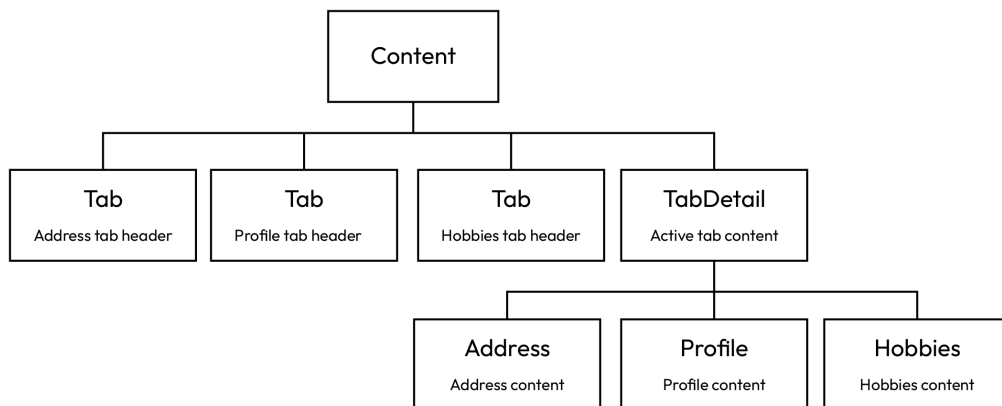 Content
Tab
Address tab header
Tab
Profile tab header
Tab
Hobbies tab header
TabDetail
Active tab content
Address
Address content
Profile
Profile content
Hobbies
Hobbies content